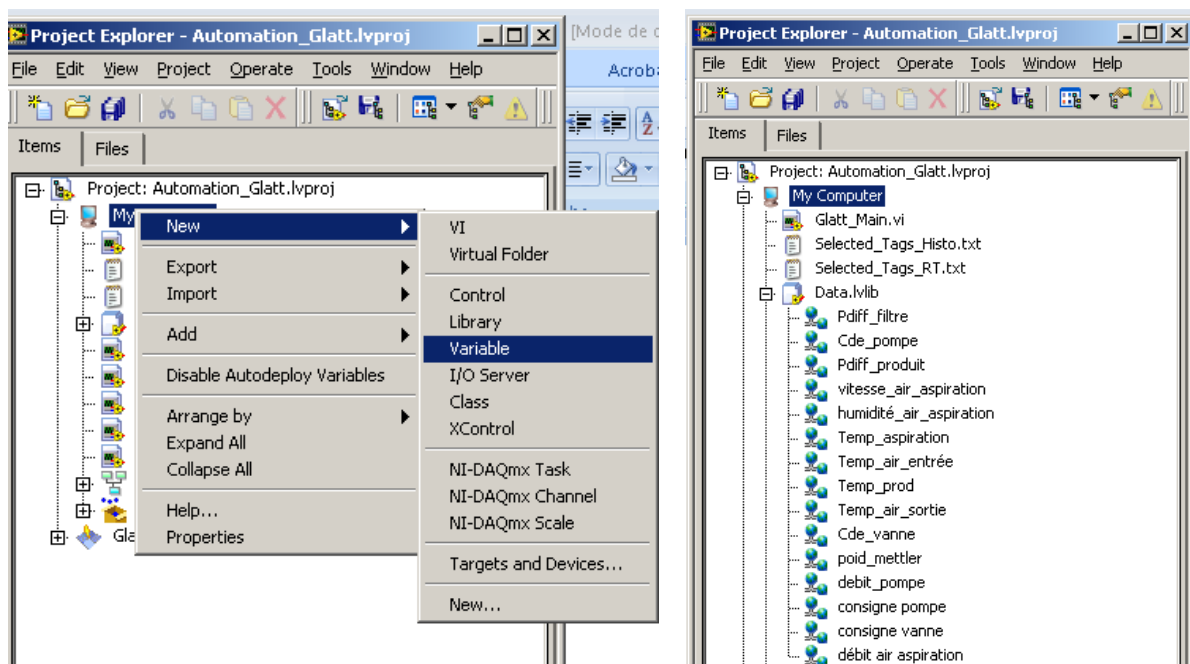 Project Explorer - Automation_Glatt.lvproj
File Edit View Project Operate Tools Window Help
Items Files
Project: Automation_Glatt.lvproj
My
New
Export
Import
Add
Disable Autodeploy Variables
Arrange by
Expand All
Collapse All
Help...
Properties
VI
Virtual Folder
Control
Library
Variable
I/O Server
Class
XControl
NI-DAQmx Task
NI-DAQmx Channel
NI-DAQmx Scale
Targets and Devices...
New...
Gla
[Mode de c
Acroba
Project Explorer - Automation_Glatt.lvproj
File Edit View Project Operate Tools Window Help
Items Files
Project: Automation_Glatt.lvproj
My Computer
Glatt_Main.vi
Selected_Tags_Histo.txt
Selected_Tags_RT.txt
Data.lvlib
Pdiff_filtre
Cde_pompe
Pdiff_produit
vitesse_air_aspiration
humidité_air_aspiration
Temp_aspiration
Temp_air_entrée
Temp_prod
Temp_air_sortie
Cde_vanne
poid_mettler
debit_pompe
consigne pompe
consigne vanne
débit air aspiration